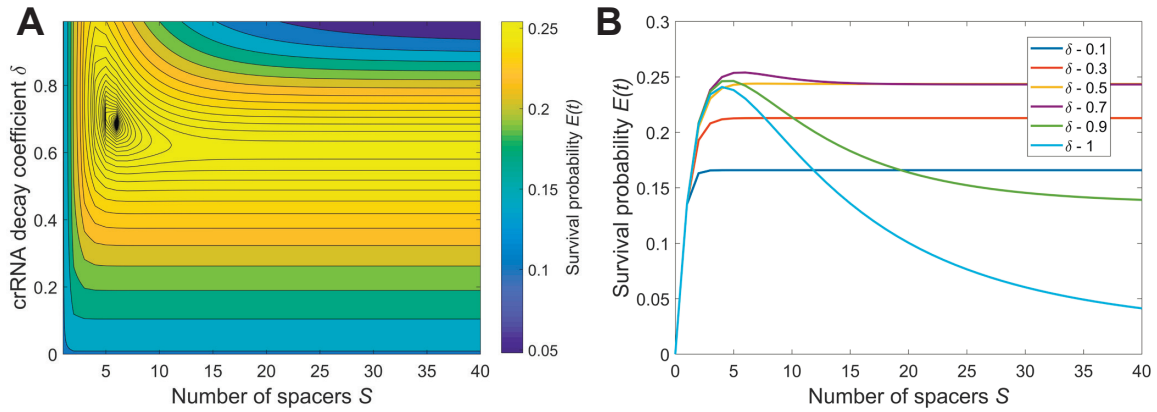 A
crRNA decay coefficient δ
0.8
0.6
0.4
0.2
0
5 10 15 20 25 30 35 40
Number of spacers S
0.25
0.2
0.15
0.1
0.05
Survival probability E(t)
B
Survival probability E(t)
0.3
0.25
0.2
0.15
0.1
0.05
0
0 5 10 15 20 25 30 35 40
Number of spacers S
δ - 0.1
δ - 0.3
δ - 0.5
δ - 0.7
δ - 0.9
δ - 1